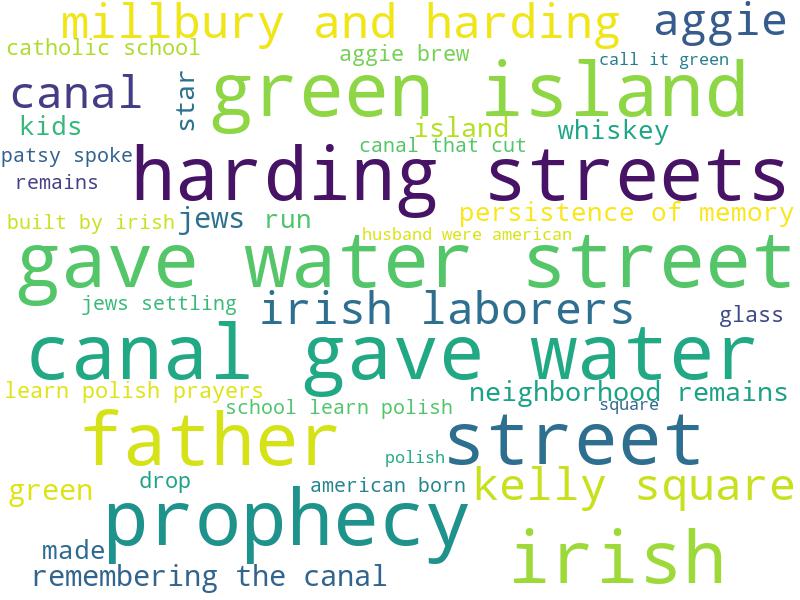 millbury and harding
aggie
catholic school
aggie brew
call it green
canal
star
green island
kids
island
whiskey
patsy spoke
canal that cut
harding streets
remains
built by irish
jews
run
persistence of memory
husband were american
gave water street
jews settling
irish laborers
glass
canal gave water
learn polish prayers
neighborhood remains
school learn polish
square
father
street
polish
green
drop
american born
kelly square
prophecy
made
irish
remembering the canal